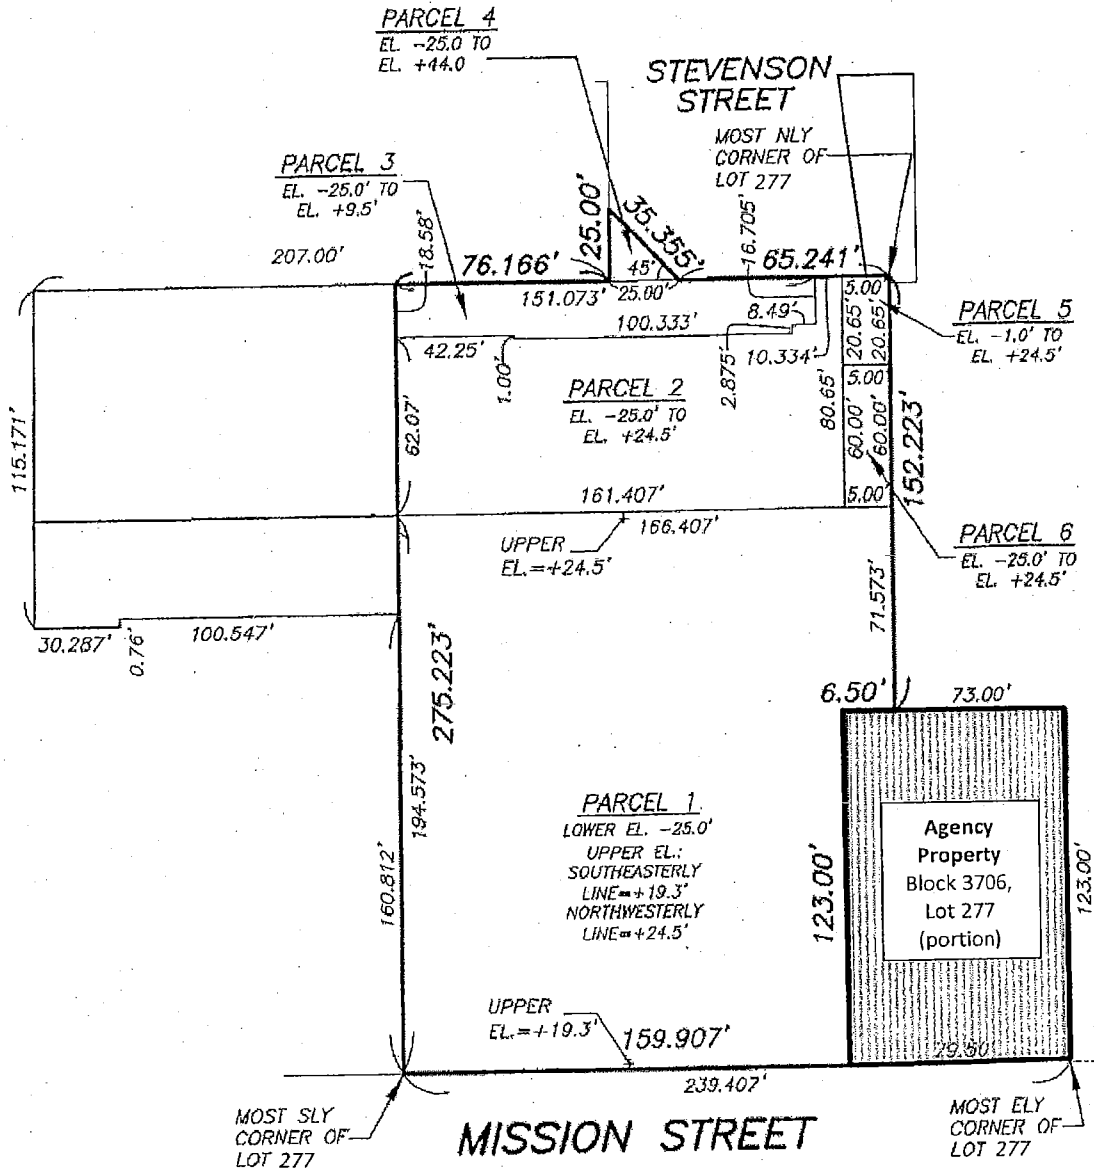 PARCEL 4
EL. -25.0 TO
EL. +44.0
STEVENSON
STREET
MOST NLY
CORNER OF
LOT 277
PARCEL 3
EL. -25.0' TO
EL. +9.5'
207.00'
18.58'
76.166'
25.00'
35.355'
45'
25.00'
16.705'
65.241'
5.00'
151.073'
100.333'
8.49'
42.25'
1.00'
2.875'
10.334'
20.65'
20.65'
PARCEL 5
EL. -1.0' TO
EL. +24.5'
5.00'
PARCEL 2
EL. -25.0' TO
EL. +24.5'
80.65'
60.00'
60.00'
152.223'
115.171'
62.07'
161.407'
5.00'
166.407'
UPPER
EL.=+24.5'
PARCEL 6
EL. -25.0' TO
EL. +24.5'
71.573'
30.287'
0.76'
100.547'
275.223'
6.50'
73.00'
194.573'
160.812'
PARCEL 1
LOWER EL. -25.0'
UPPER EL.:
SOUTHEASTERLY
LINE=+19.3'
NORTHWESTERLY
LINE=+24.5'
123.00'
Agency
Property
Block 3706,
Lot 277
(portion)
123.00'
UPPER
EL.=+19.3'
159.907'
239.407'
MOST SLY
CORNER OF
LOT 277
MISSION STREET
MOST ELY
CORNER OF
LOT 277